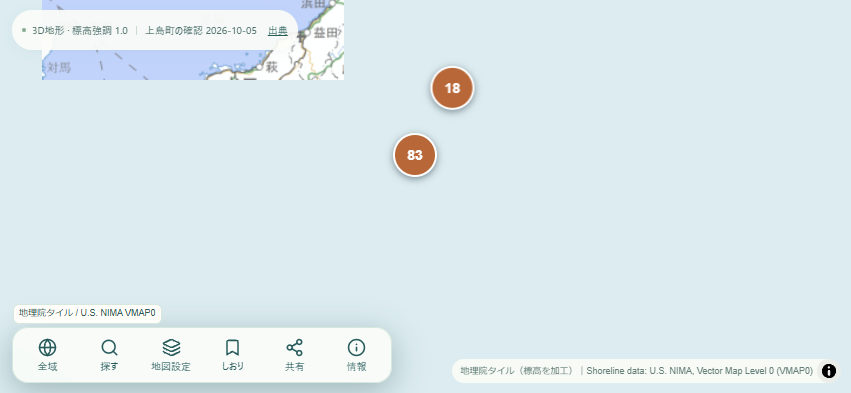 浜田
3D地形・標高強調 1.0 | 上島町の確認 2026-10-05 出典
益田
対馬
萩
18
83
地理院タイル / U.S. NIMA VMAP0
全域 探す 地図設定 しおり 共有 情報
地理院タイル（標高を加工） | Shoreline data: U.S. NIMA, Vector Map Level 0 (VMAP0)